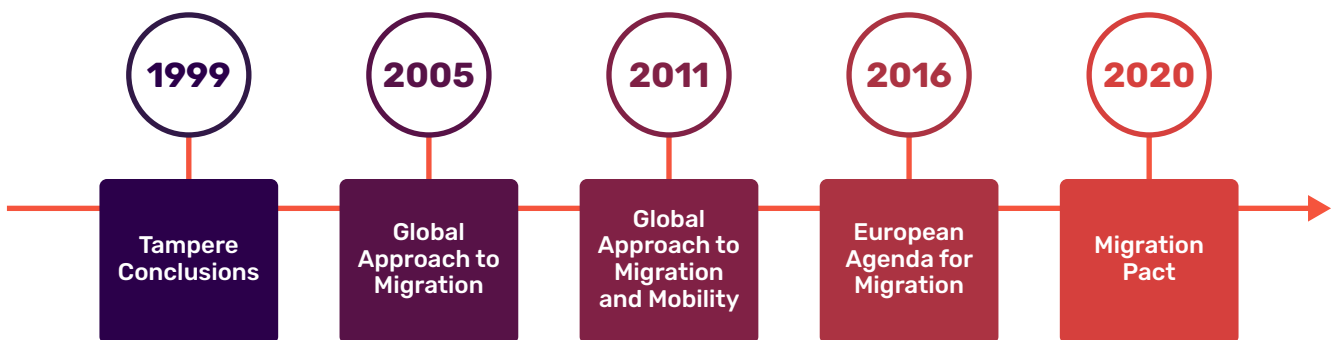 1999
2005
2011
2016
2020
Tampere
Conclusions
Global
Approach to
Migration
Global
Approach to
Migration
and Mobility
European
Agenda for
Migration
Migration
Pact